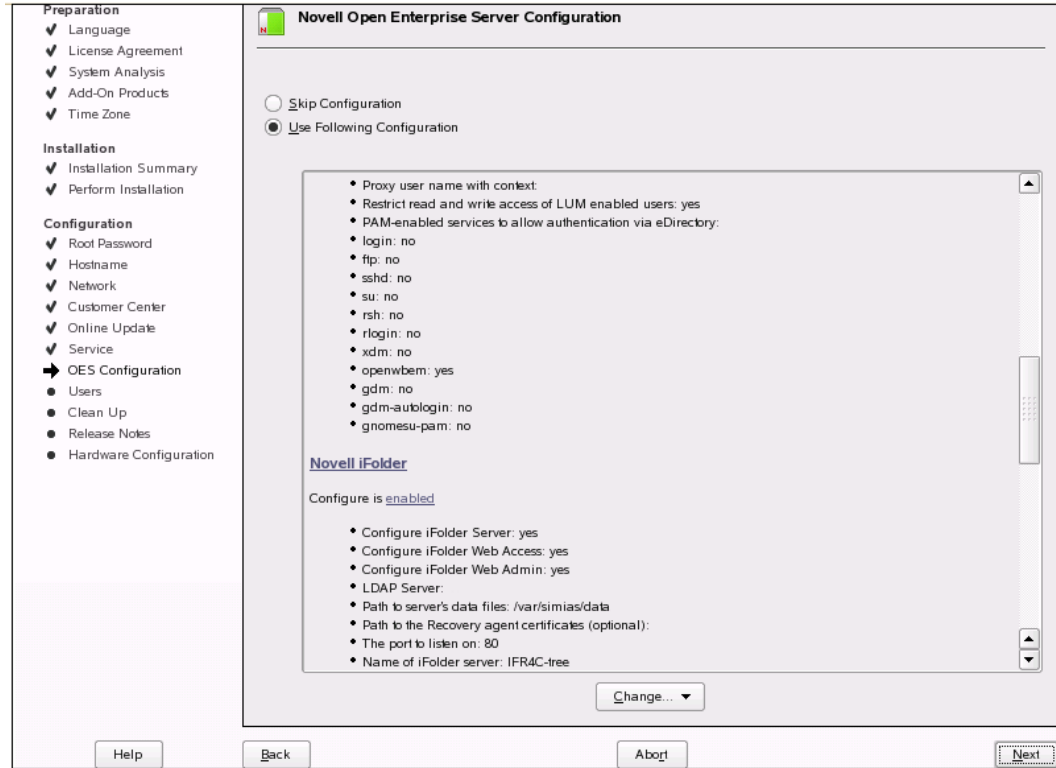 Preparation
Language
License Agreement
System Analysis
Add-On Products
Time Zone
Installation
Installation Summary
Perform Installation
Configuration
Root Password
Hostname
Network
Customer Center
Online Update
Service
OES Configuration
Users
Clean Up
Release Notes
Hardware Configuration
N
Novell Open Enterprise Server Configuration
Skip Configuration
Use Following Configuration
Proxy user name with context:
Restrict read and write access of LUM enabled users: yes
PAM-enabled services to allow authentication via eDirectory:
login: no
ftp: no
sshd: no
su: no
rsh: no
rlogin: no
xdm: no
openwbem: yes
gdm: no
gdm-autologin: no
gnomesu-pam: no
Novell iFolder
Configure is enabled
Configure iFolder Server: yes
Configure iFolder Web Access: yes
Configure iFolder Web Admin: yes
LDAP Server:
Path to server's data files: /var/simias/data
Path to the Recovery agent certificates (optional):
The port to listen on: 80
Name of iFolder server: IFR4C-tree
Change...
Help
Back
Abort
Next